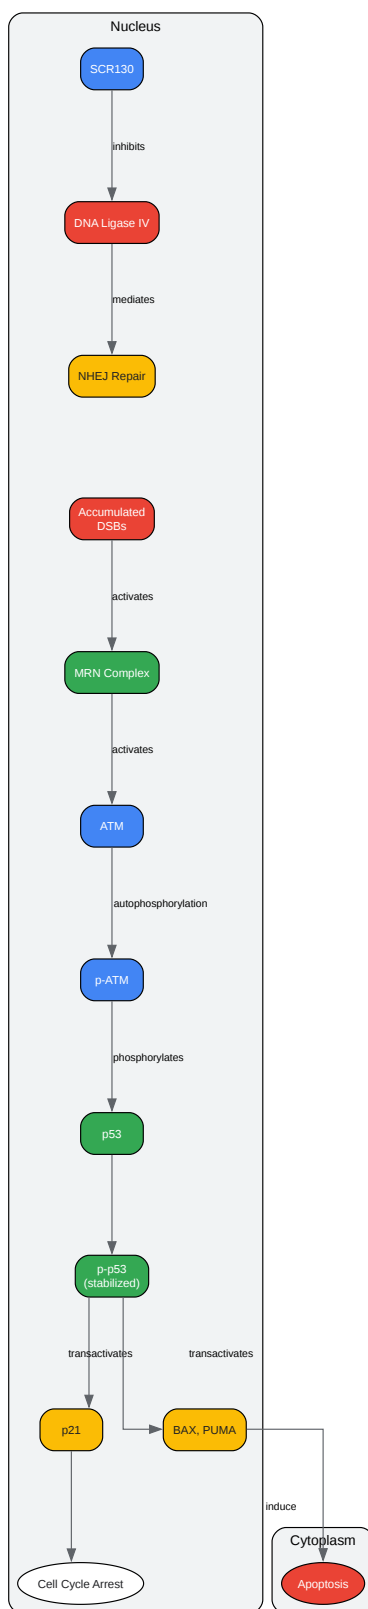 Nucleus
SCR130
inhibits
DNA Ligase IV
mediates
NHEJ Repair
Accumulated
DSBs
activates
MRN Complex
activates
ATM
autophosphorylation
p-ATM
phosphorylates
p53
p-p53
(stabilized)
transactivates
transactivates
p21
BAX, PUMA
induce
Cytoplasm
Cell Cycle Arrest
Apoptosis